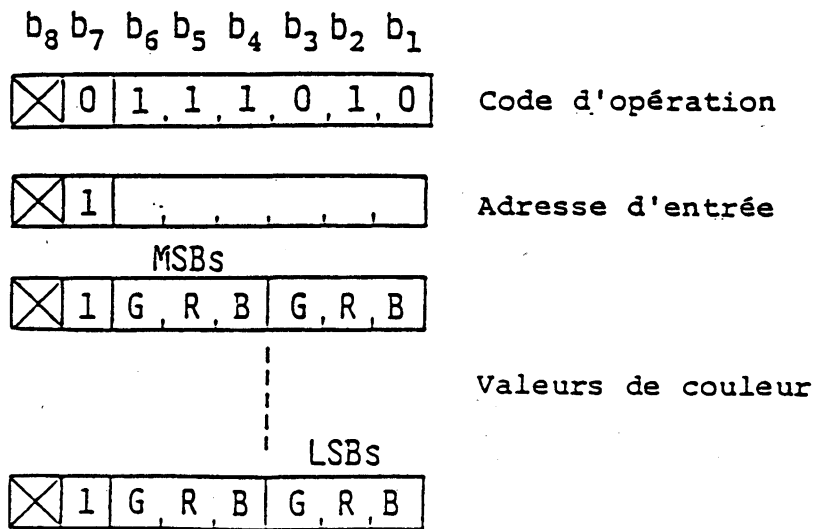 b8 b7 b6 b5 b4 b3 b2 b1
0 1 1 1 0 1 0 Code d'opération
1 Adresse d'entrée
MSBs
1 G R B G R B
Valeurs de couleur
LSBs
1 G R B G R B